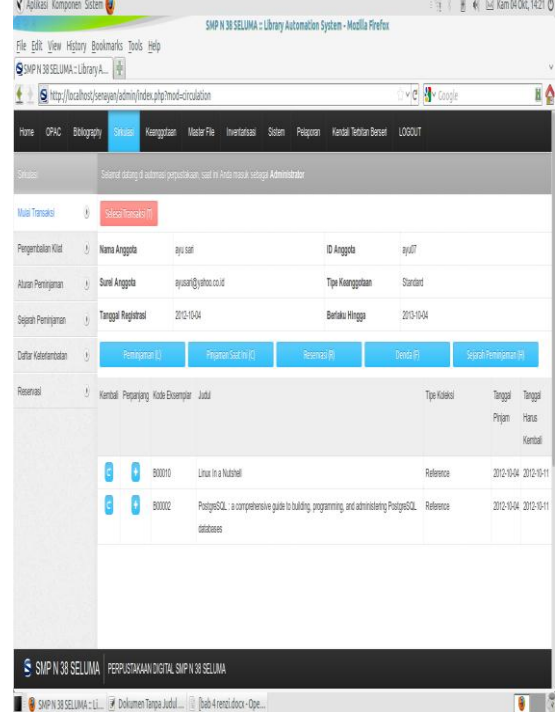 Aplikasi Komponen Sistem Kam 04 Okt, 14:21
SMP N 38 SELUMA :: Library Automation System - Mozilla Firefox
File Edit View History Bookmarks Tools Help
SMP N 38 SELUMA :: Library A...
http://localhost/senayan/admin/index.php?mod=circulation Google
Home OPAC Bibliography Sirkulasi Keanggotaan Master File Inventarisasi Sistem Pelaporan Kendali Terbitan Berseri LOGOUT
Sirkulasi Selamat datang di automasi perpustakaan, saat ini Anda masuk sebagai Administrator
Mulai Transaksi Selesai Transaksi (T)
Pengembalian Kilat Nama Anggota ayu sari ID Anggota ayu07
Aturan Peminjaman Surel Anggota ayusari@yahoo.co.id Tipe Keanggotaan Standard
Sejarah Peminjaman Tanggal Registrasi 2012-10-04 Berlaku Hingga 2013-10-04
Daftar Keterlambatan Peminjaman (L) Pinjaman Saat Ini (C) Reservasi (R) Denda (F) Sejarah Peminjaman (H)
Reservasi Kembali Perpanjang Kode Eksemplar Judul Tipe Koleksi Tanggal Tanggal
Pinjam Harus
Kembali
B00010 Linux In a Nutshell Reference 2012-10-04 2012-10-11
B00002 PostgreSQL : a comprehensive guide to building, programming, and administering PostgreSQL Reference 2012-10-04 2012-10-11
databases
SMP N 38 SELUMA PERPUSTAKAAN DIGITAL SMP N 38 SELUMA
SMP N 38 SELUMA :: Li... Dokumen Tanpa Judul ... [bab 4 renzi.docx - Ope...